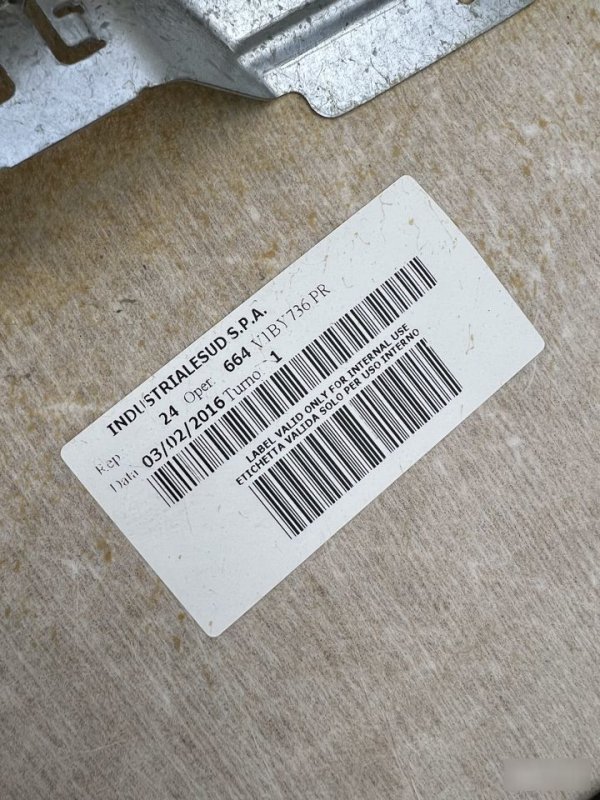 INDUSTRIALESUD S.P.A.
Rep 24 Oper. 664 V1BY736 PR
Data 03/02/2016 Turno: 1
LABEL VALID ONLY FOR INTERNAL USE
ETICHETTA VALIDA SOLO PER USO INTERNO